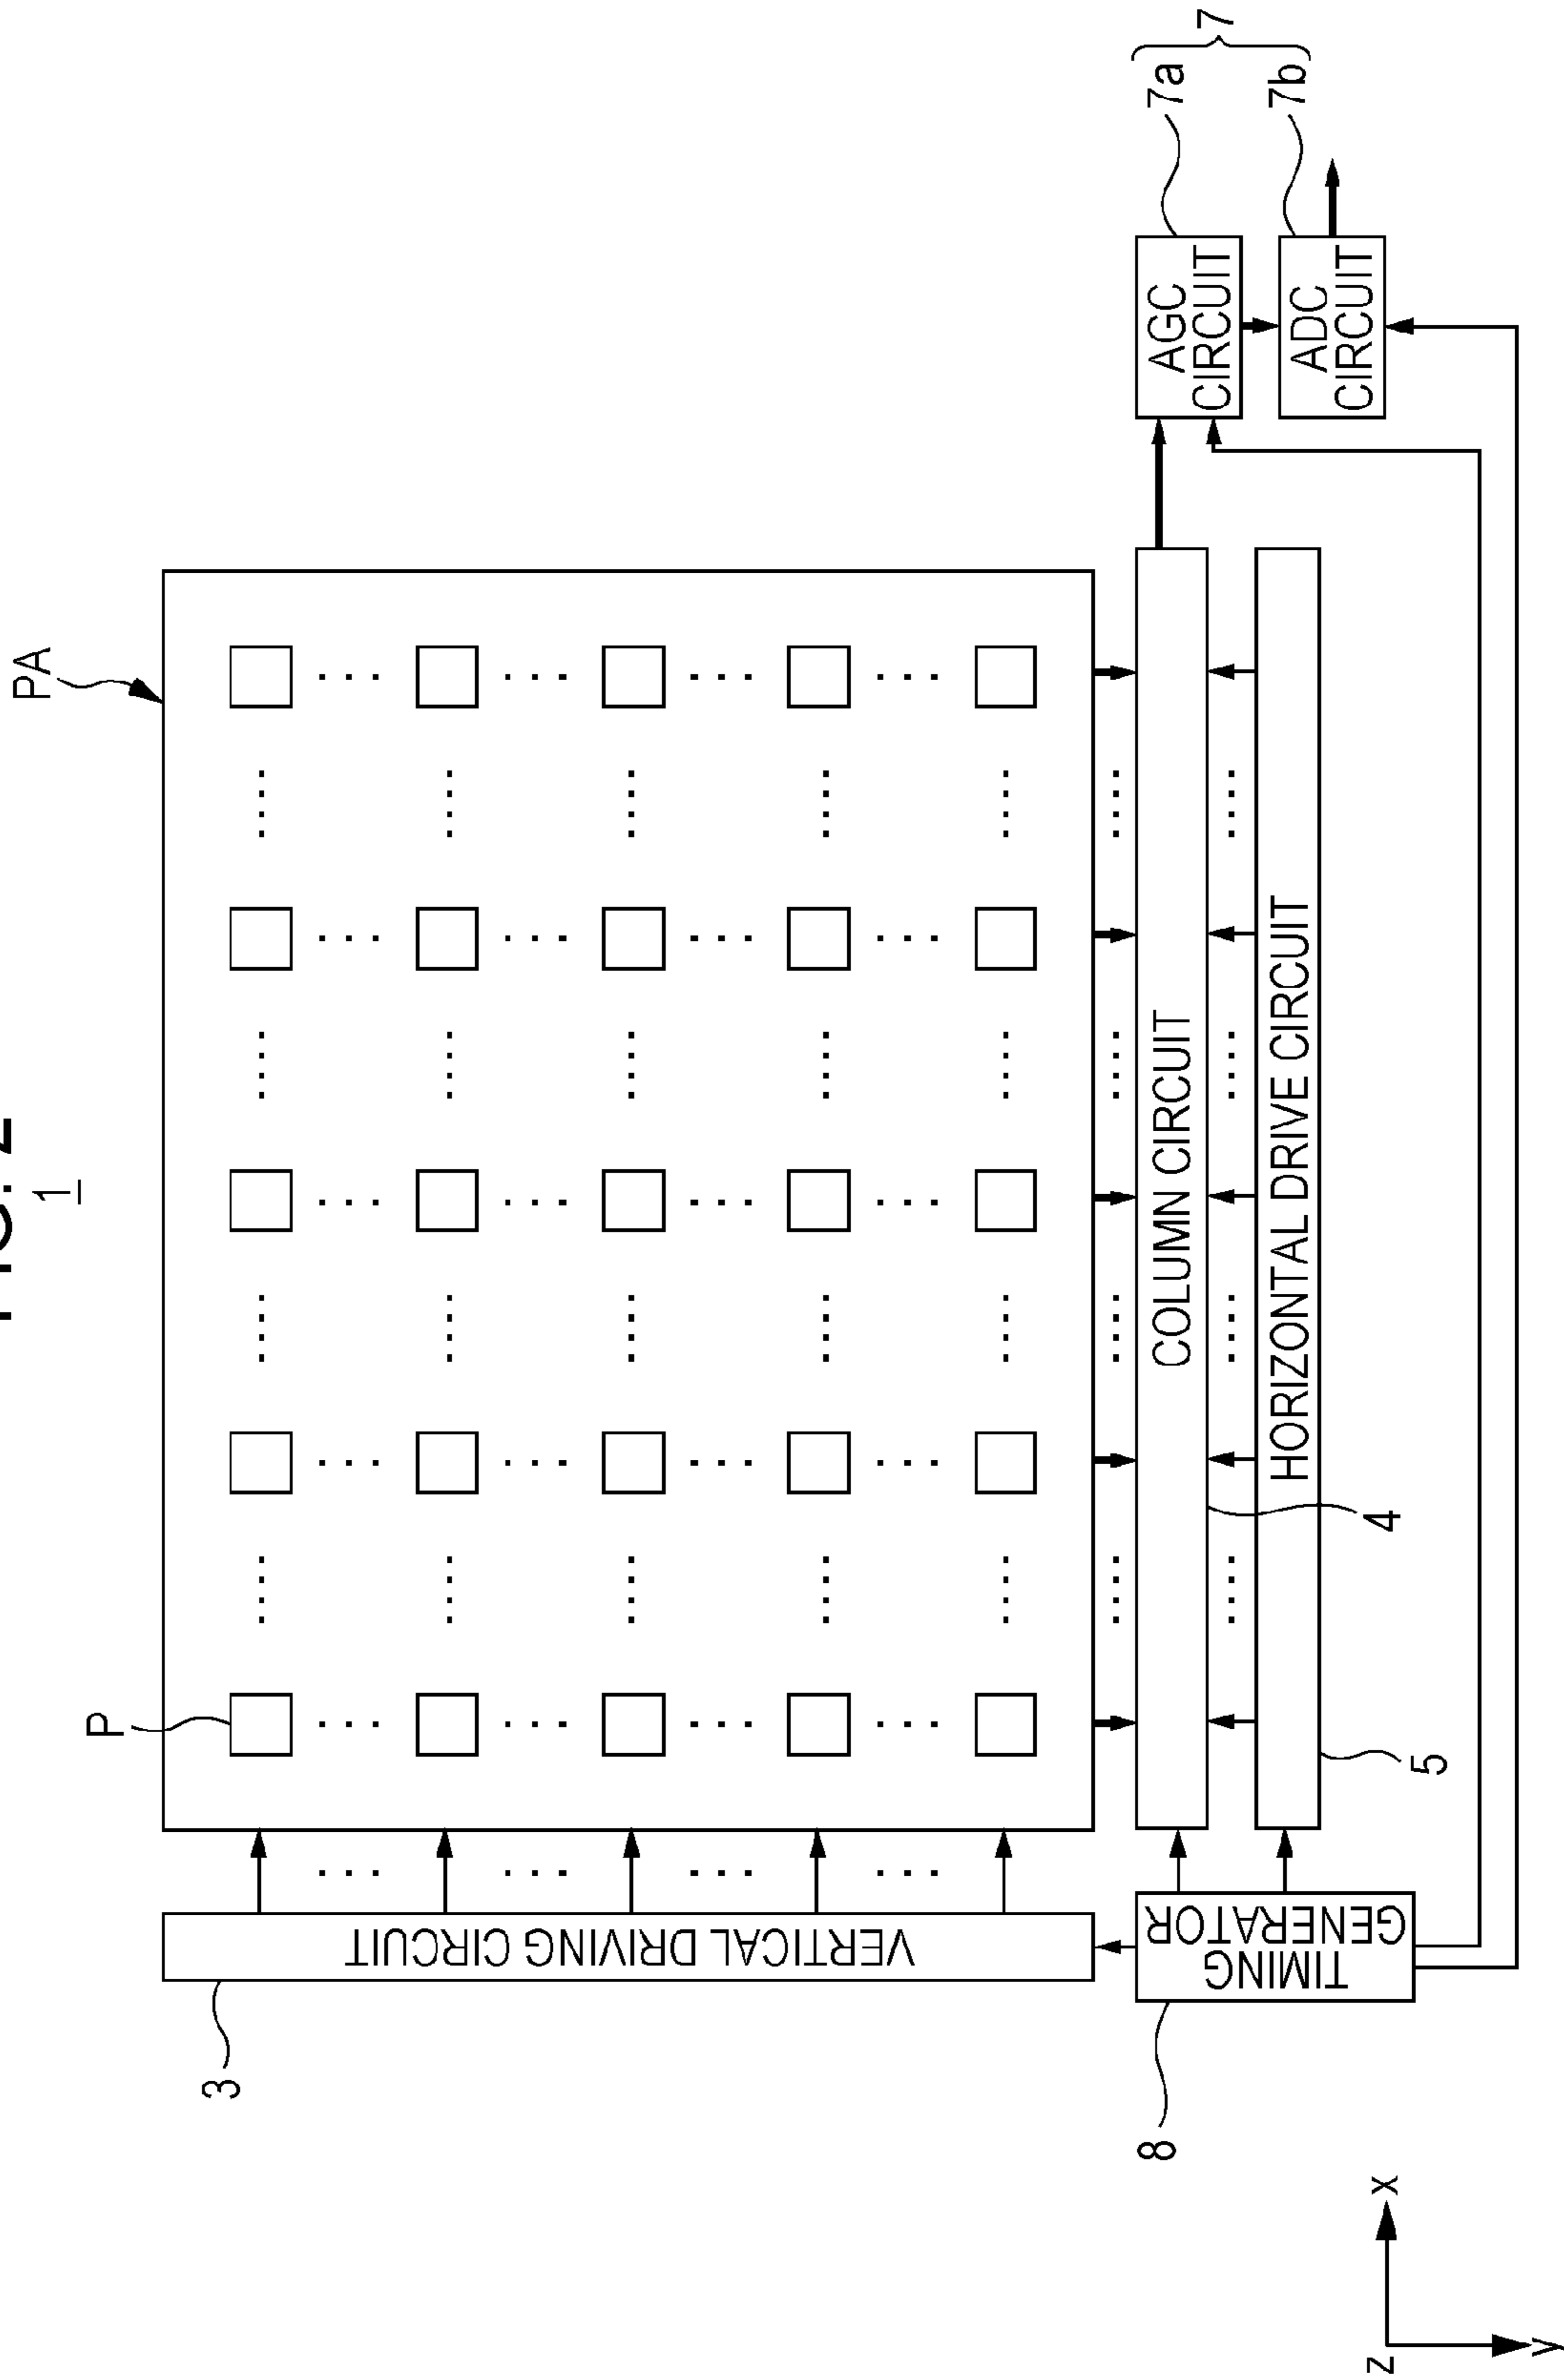 1
PA
P
3
VERTICAL DRIVING CIRCUIT
COLUMN CIRCUIT
4
HORIZONTAL DRIVE CIRCUIT
5
TIMING
GENERATOR
8
AGC
CIRCUIT
7a
ADC
CIRCUIT
7b
7
z
x
y